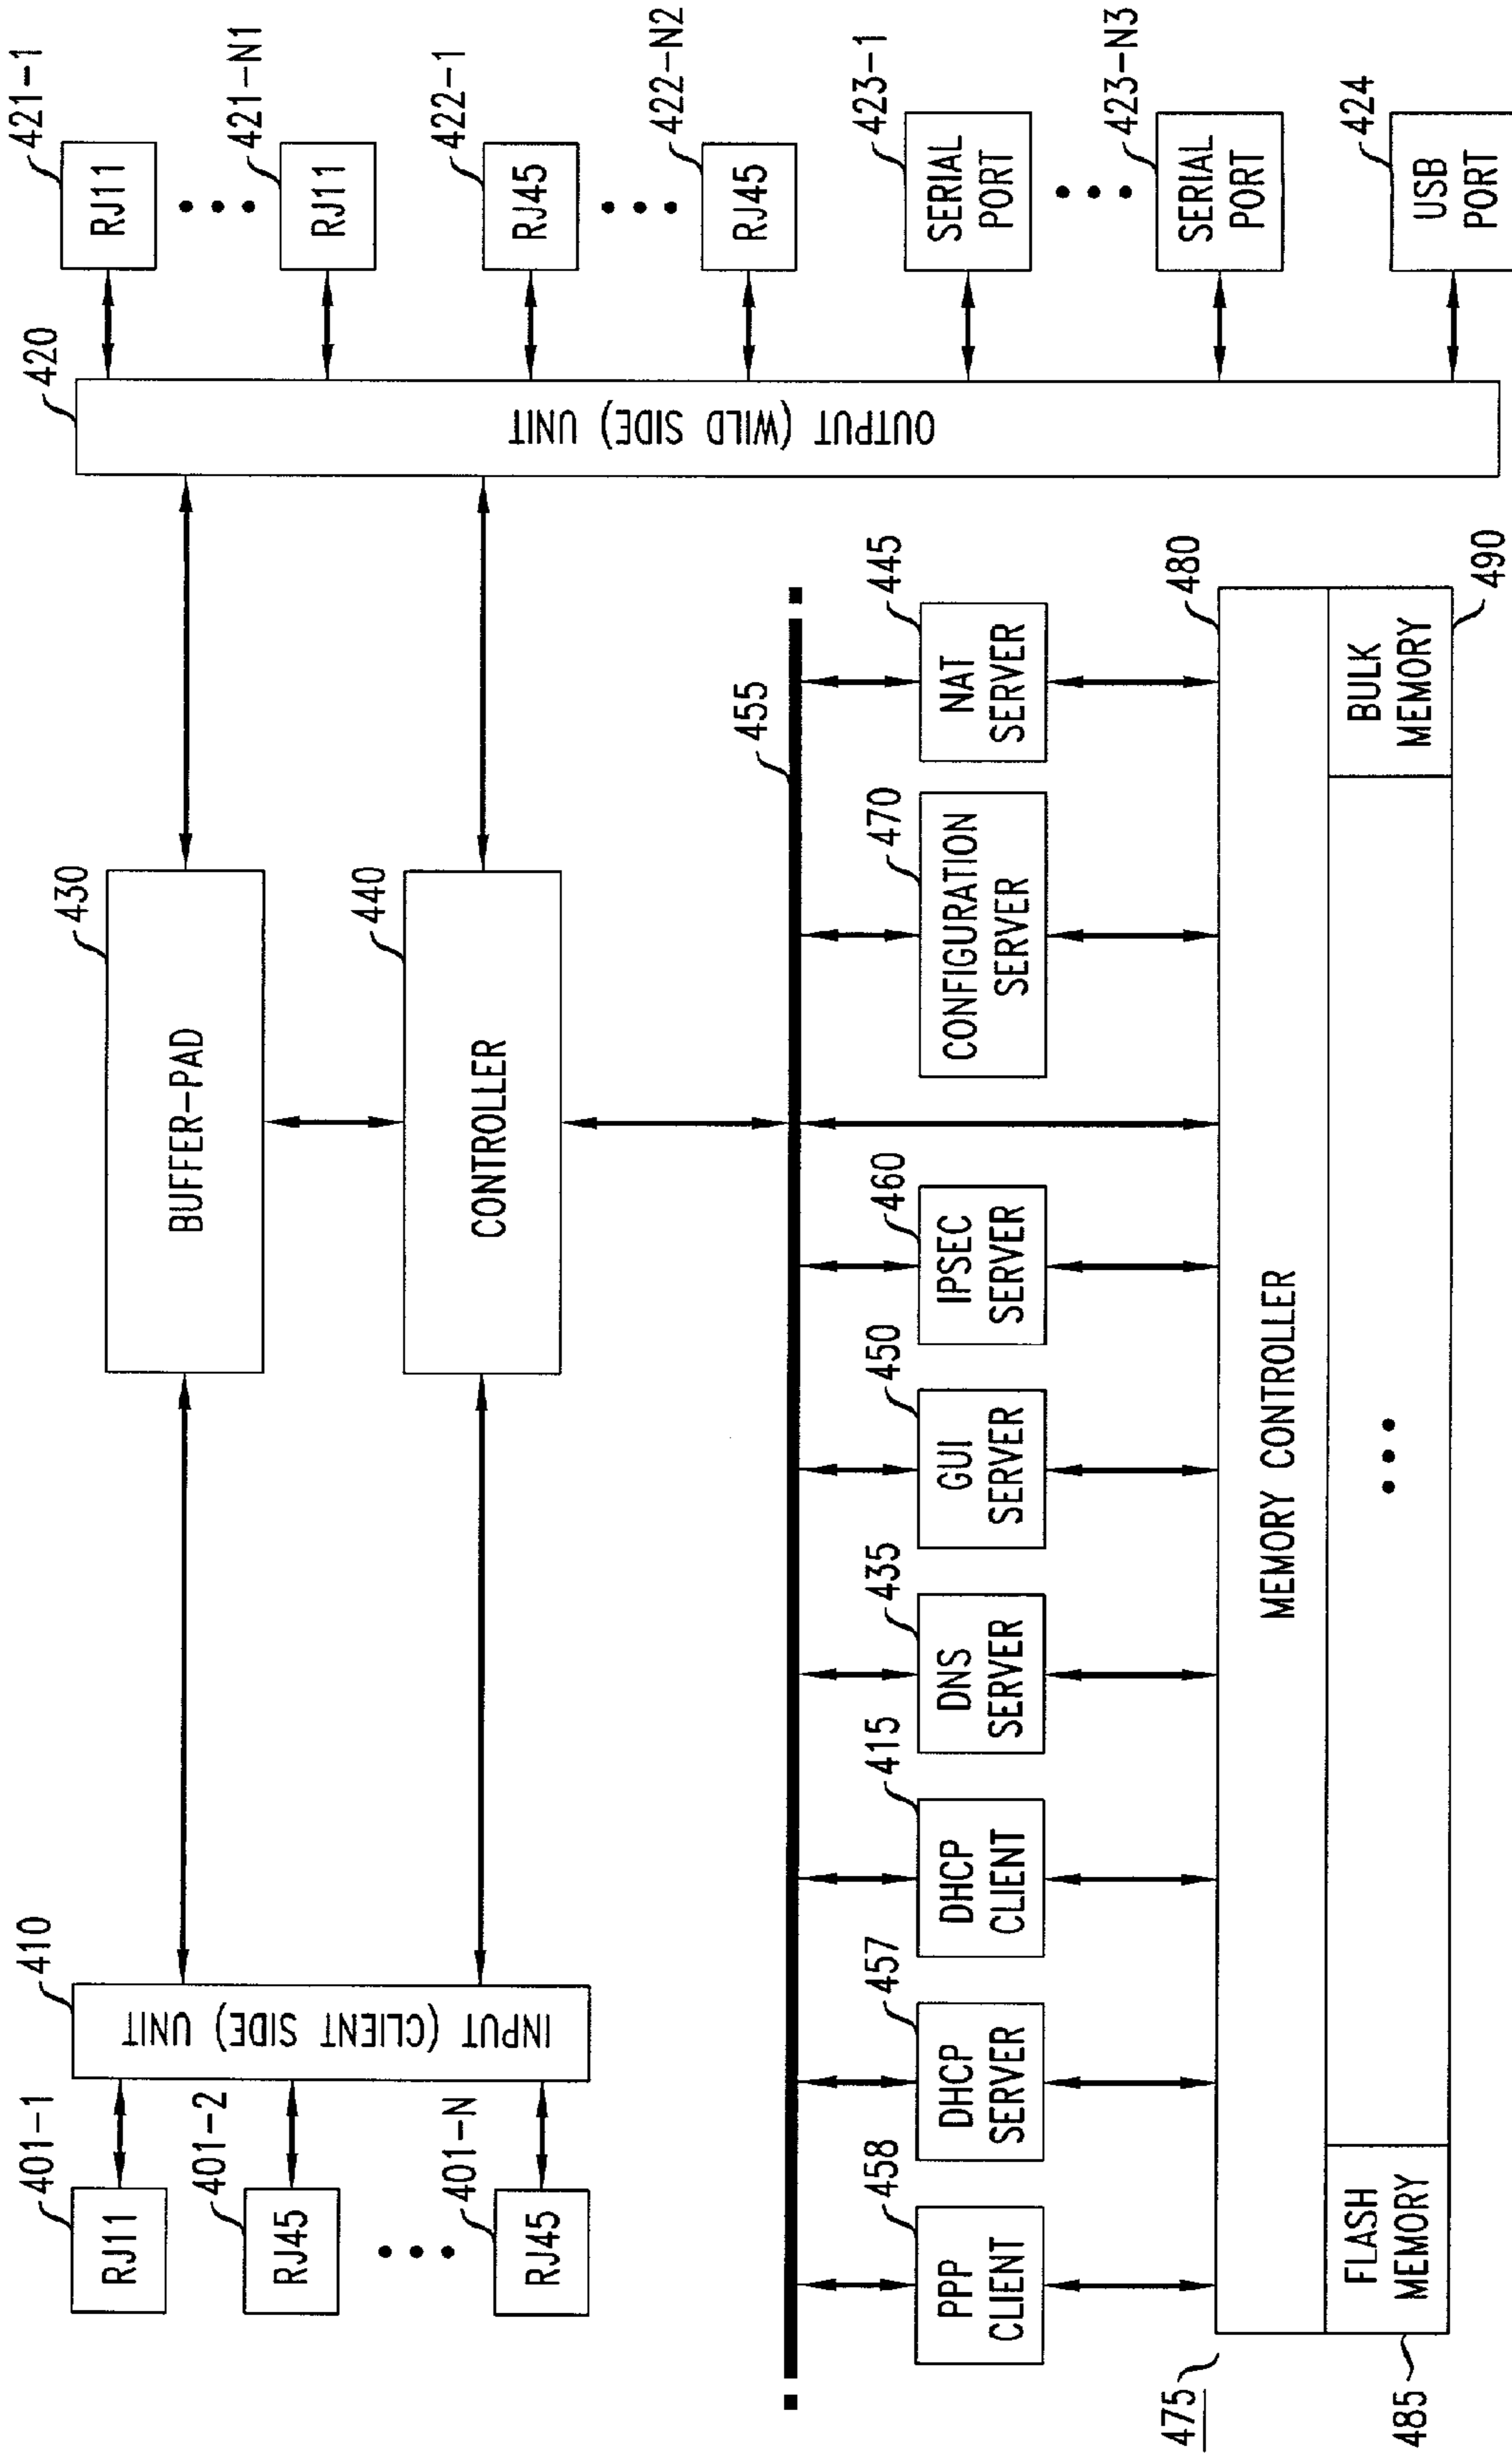 401-1
RJ11
401-2
RJ45
401-N
RJ45
410
INPUT (CLIENT SIDE) UNIT
430
BUFFER-PAD
440
CONTROLLER
420
OUTPUT (WILD SIDE) UNIT
421-1
RJ11
421-N1
RJ11
422-1
RJ45
422-N2
RJ45
423-1
SERIAL
PORT
423-N3
SERIAL
PORT
424
USB
PORT
455
458
PPP
CLIENT
457
DHCP
SERVER
415
DHCP
CLIENT
435
DNS
SERVER
450
GUI
SERVER
460
IPSEC
SERVER
470
CONFIGURATION
SERVER
445
NAT
SERVER
475
480
MEMORY CONTROLLER
485
FLASH
MEMORY
BULK
MEMORY
490